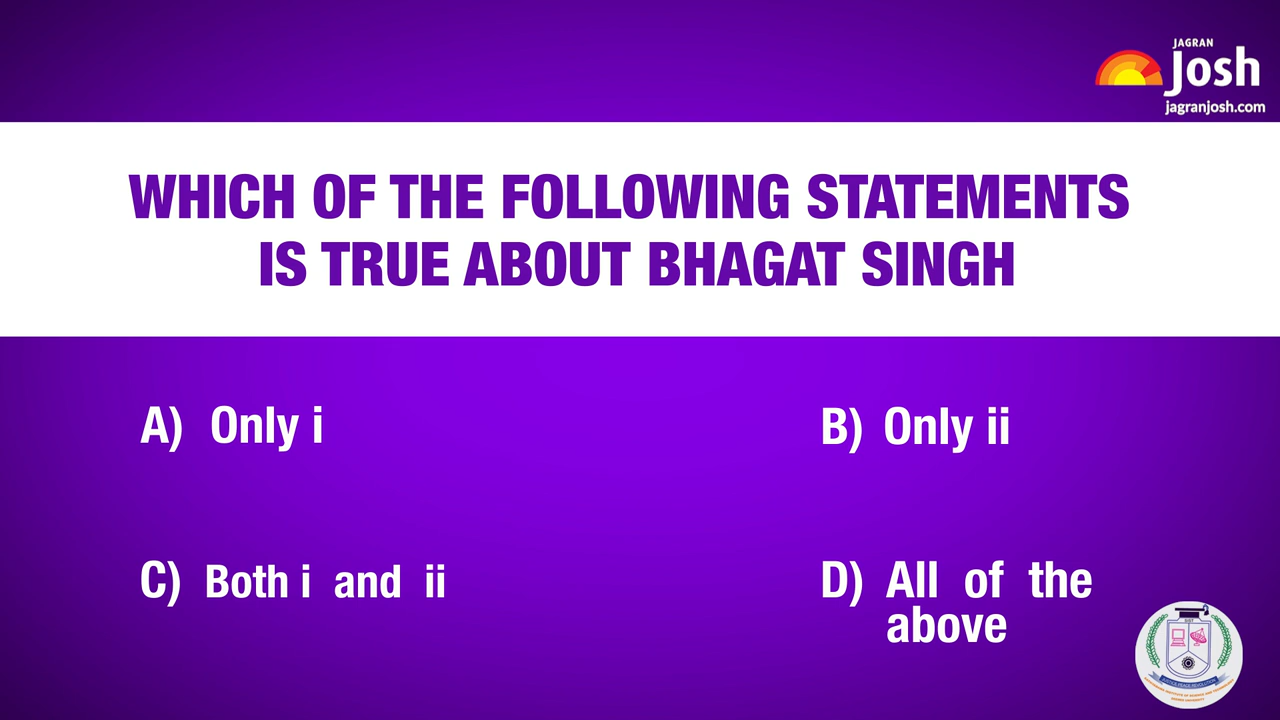 JAGRAN
Josh
jagranjosh.com
WHICH OF THE FOLLOWING STATEMENTS
IS TRUE ABOUT BHAGAT SINGH
A) Only i
B) Only ii
C) Both i and ii
D) All of the
above